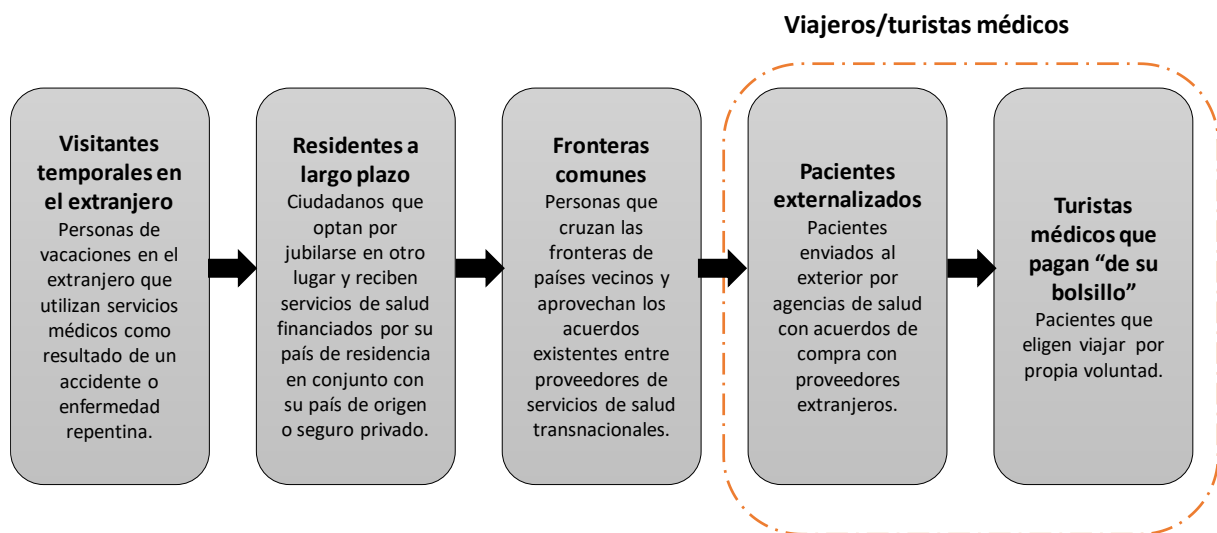 Viajeros/turistas médicos
Visitantes
temporales en
el extranjero
Personas de
vacaciones en el
extranjero que
utilizan servicios
médicos como
resultado de un
accidente o
enfermedad
repentina.
Residentes a
largo plazo
Ciudadanos que
optan por
jubilarse en otro
lugar y reciben
servicios de salud
financiados por su
país de residencia
en conjunto con
su país de origen
o seguro privado.
Fronteras
comunes
Personas que
cruzan las
fronteras de
países vecinos y
aprovechan los
acuerdos
existentes entre
proveedores de
servicios de salud
transnacionales.
Pacientes
externalizados
Pacientes
enviados al
exterior por
agencias de salud
con acuerdos de
compra con
proveedores
extranjeros.
Turistas
médicos que
pagan “de su
bolsillo”
Pacientes que
eligen viajar por
propia voluntad.